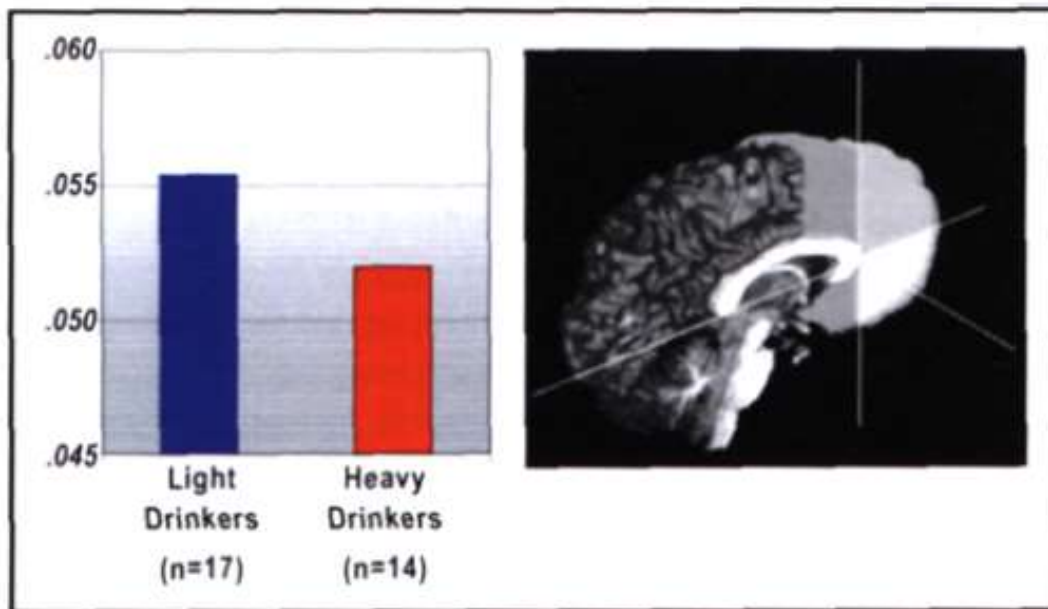 .060
.055
.050
.045
Light
Drinkers
(n=17)
Heavy
Drinkers
(n=14)